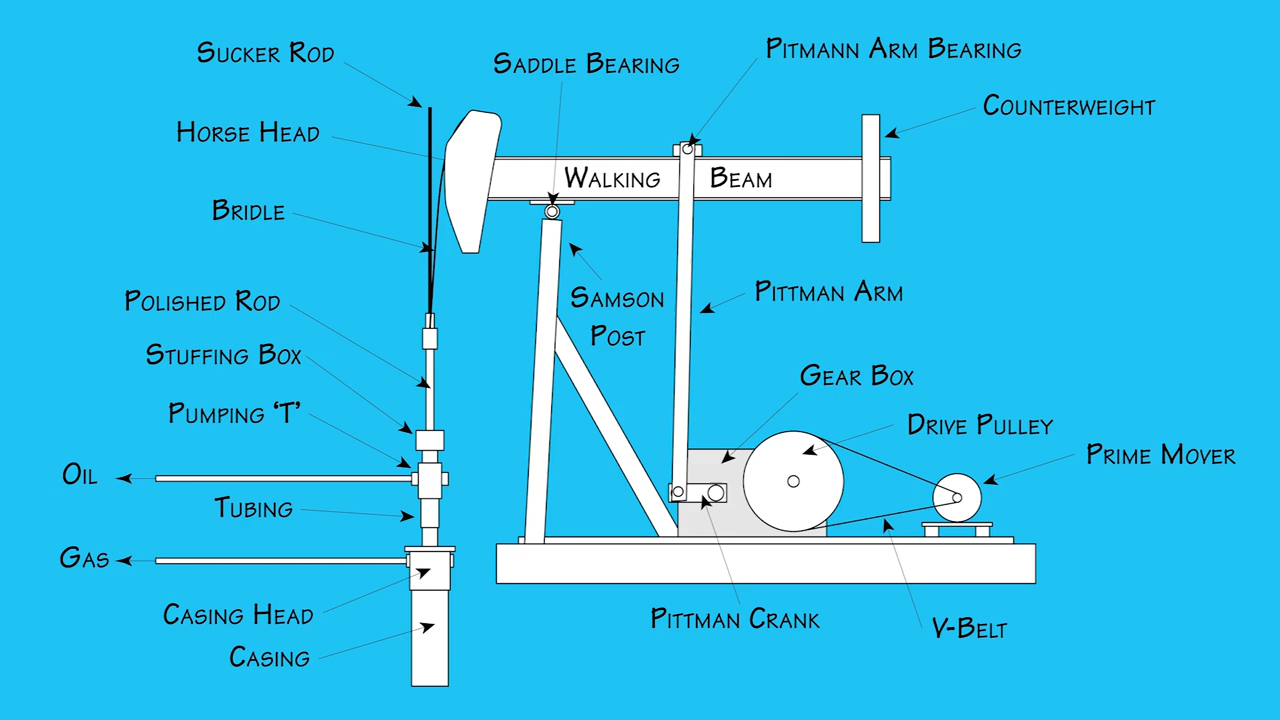 Sucker Rod
Saddle Bearing
Pitmann Arm Bearing
Counterweight
Horse Head
Walking Beam
Bridle
Polished Rod
Samson
Post
Pittman Arm
Stuffing Box
Gear Box
Pumping ‘T’
Drive Pulley
Prime Mover
Oil
Tubing
Gas
Casing Head
Pittman Crank
V-Belt
Casing